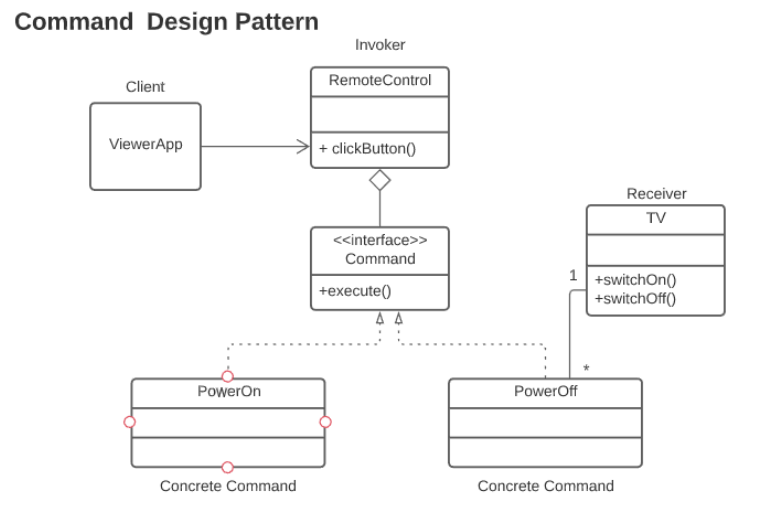 Command Design Pattern
Invoker
Client
RemoteControl
ViewerApp
+ clickButton()
Receiver
TV
<<interface>>
Command
+execute()
+switchOn()
+switchOff()
1
*
PowerOn
PowerOff
Concrete Command
Concrete Command